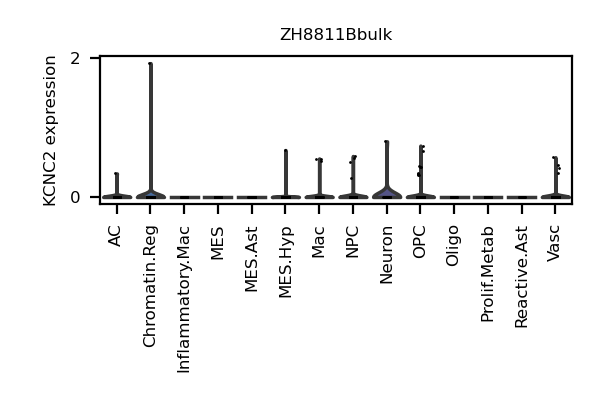 ZH8811Bbulk
KCNC2 expression
2
0
AC
Chromatin.Reg
Inflammatory.Mac
MES
MES.Ast
MES.Hyp
Mac
NPC
Neuron
OPC
Oligo
Prolif.Metab
Reactive.Ast
Vasc